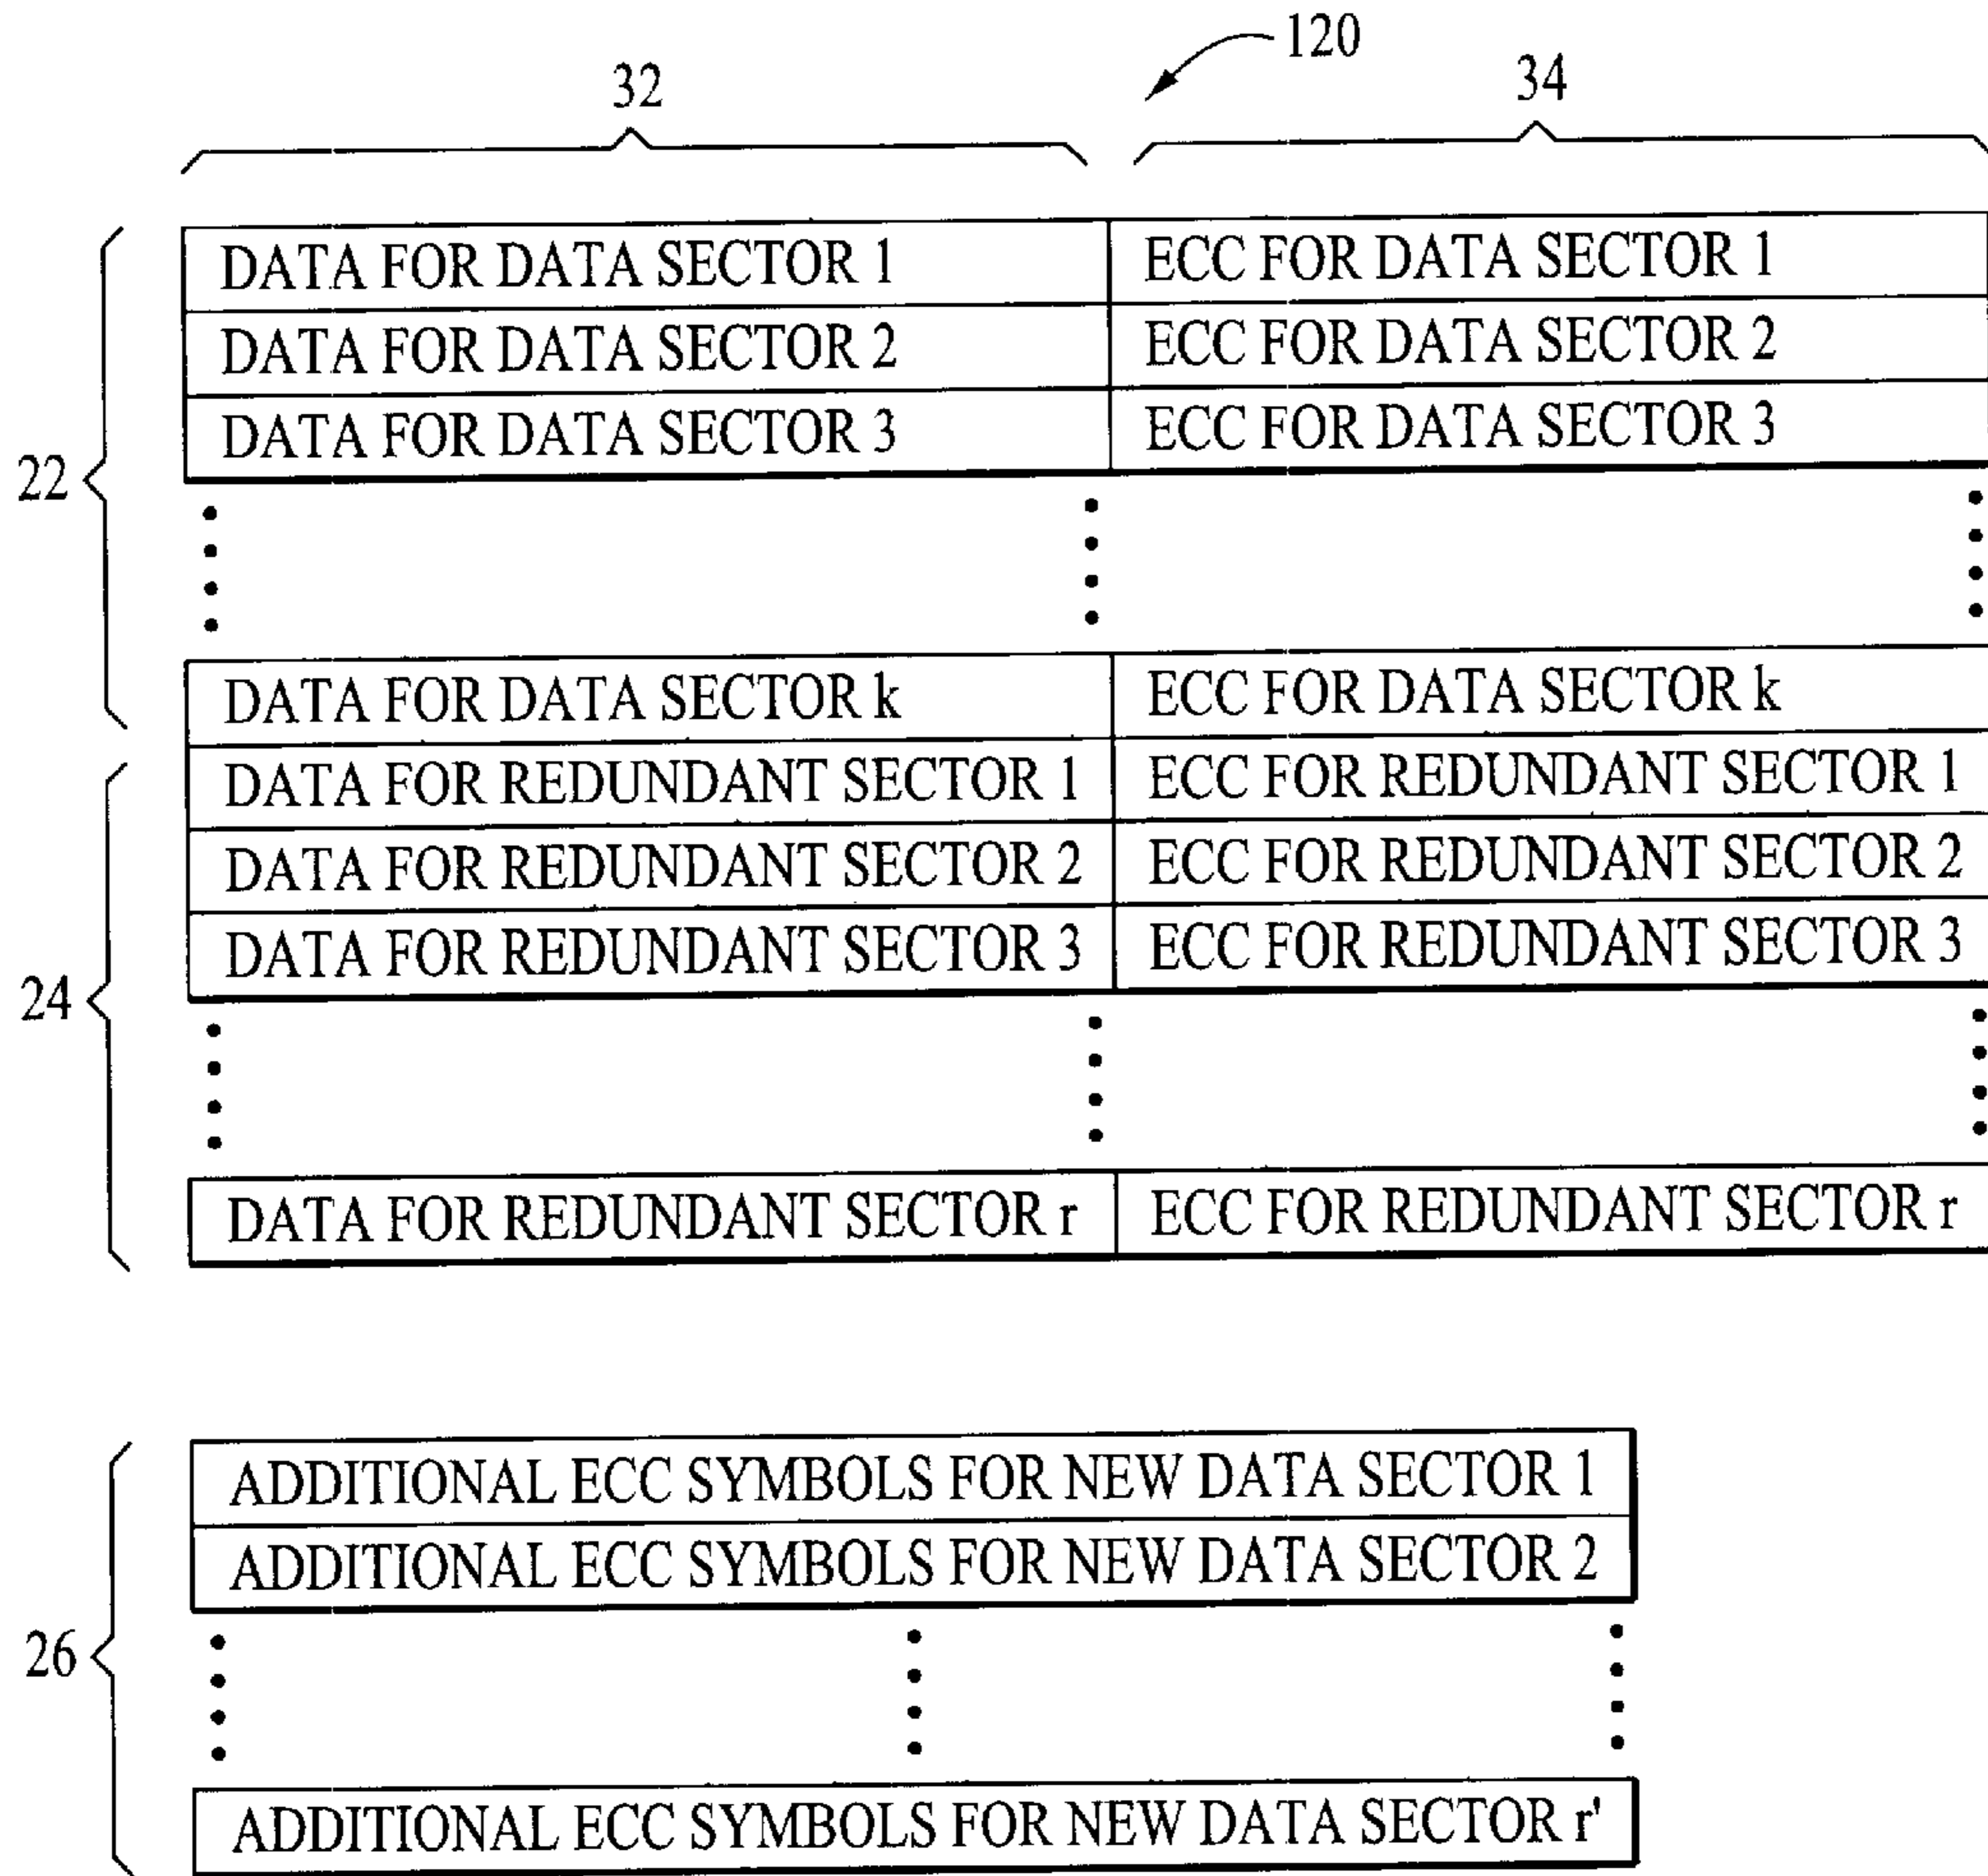 120
32 34
DATA FOR DATA SECTOR 1 ECC FOR DATA SECTOR 1
DATA FOR DATA SECTOR 2 ECC FOR DATA SECTOR 2
DATA FOR DATA SECTOR 3 ECC FOR DATA SECTOR 3
22
DATA FOR DATA SECTOR k ECC FOR DATA SECTOR k
DATA FOR REDUNDANT SECTOR 1 ECC FOR REDUNDANT SECTOR 1
DATA FOR REDUNDANT SECTOR 2 ECC FOR REDUNDANT SECTOR 2
DATA FOR REDUNDANT SECTOR 3 ECC FOR REDUNDANT SECTOR 3
24
DATA FOR REDUNDANT SECTOR r ECC FOR REDUNDANT SECTOR r
ADDITIONAL ECC SYMBOLS FOR NEW DATA SECTOR 1
ADDITIONAL ECC SYMBOLS FOR NEW DATA SECTOR 2
26
ADDITIONAL ECC SYMBOLS FOR NEW DATA SECTOR r'